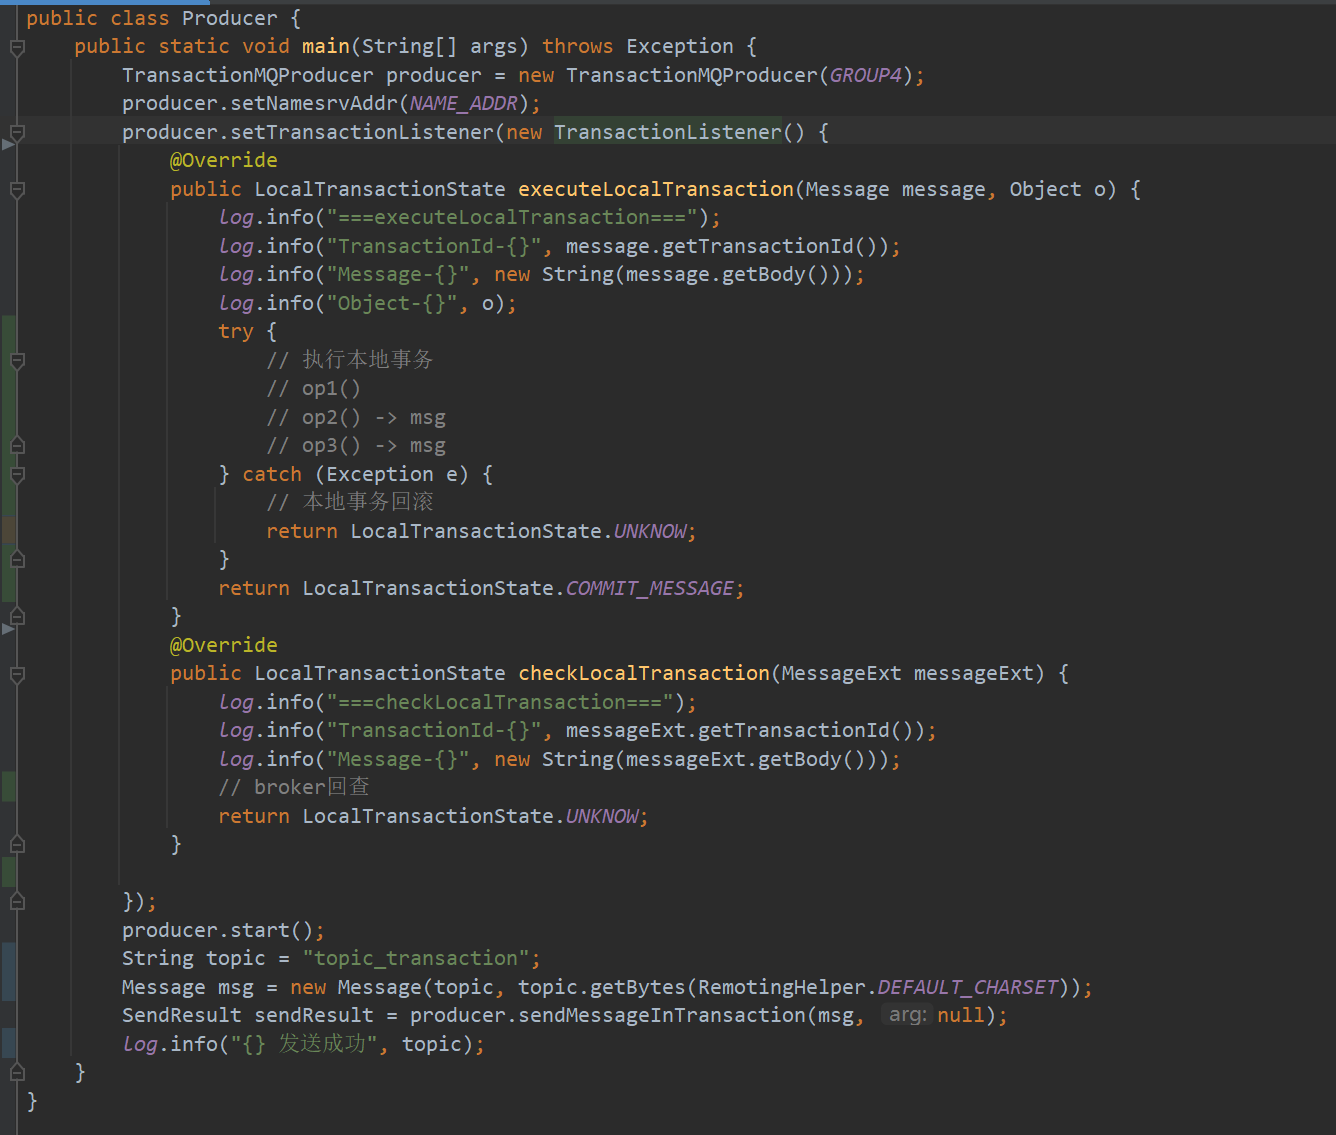 public class Producer {
public static void main(String[] args) throws Exception {
TransactionMQProducer producer = new TransactionMQProducer(GROUP4);
producer.setNamesrvAddr(NAME_ADDR);
producer.setTransactionListener(new TransactionListener() {
@Override
public LocalTransactionState executeLocalTransaction(Message message, Object o) {
log.info("===executeLocalTransaction===");
log.info("TransactionId-{}", message.getTransactionId());
log.info("Message-{}", new String(message.getBody()));
log.info("Object-{}", o);
try {
// 执行本地事务
// op1()
// op2() -> msg
// op3() -> msg
} catch (Exception e) {
// 本地事务回滚
return LocalTransactionState.UNKNOW;
}
return LocalTransactionState.COMMIT_MESSAGE;
}
@Override
public LocalTransactionState checkLocalTransaction(MessageExt messageExt) {
log.info("===checkLocalTransaction===");
log.info("TransactionId-{}", messageExt.getTransactionId());
log.info("Message-{}", new String(messageExt.getBody()));
// broker回查
return LocalTransactionState.UNKNOW;
}
});
producer.start();
String topic = "topic_transaction";
Message msg = new Message(topic, topic.getBytes(RemotingHelper.DEFAULT_CHARSET));
SendResult sendResult = producer.sendMessageInTransaction(msg, arg: null);
log.info("{} 发送成功", topic);
}
}